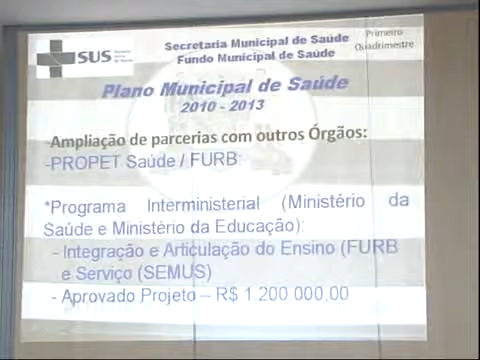 SUS
Secretaria Municipal de Saúde
Fundo Municipal de Saúde
Primeiro
Quadrimestre
Plano Municipal de Saúde
2010 - 2013
-Ampliação de parcerias com outros Órgãos:
-PROPET Saúde / FURB:
*Programa Interministerial (Ministério da
Saúde e Ministério da Educação):
- Integração e Articulação do Ensino (FURB
e Serviço (SEMUS)
- Aprovado Projeto – R$ 1.200 000,00